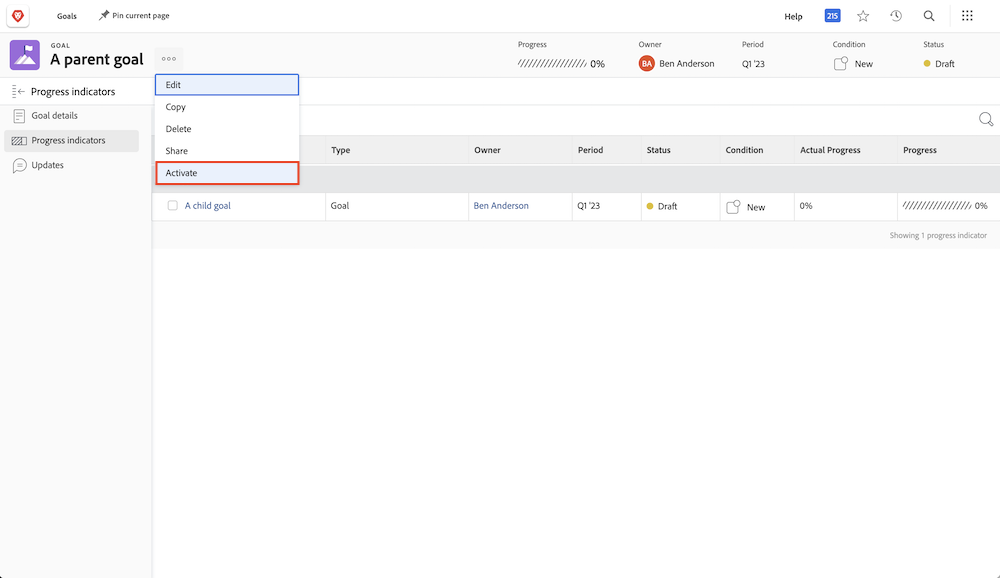 Goals
Pin current page
Help
215
GOAL
A parent goal
Progress
0%
Owner
BA
Ben Anderson
Period
Q1 '23
Condition
New
Status
Draft
Edit
Copy
Delete
Share
Activate
Progress indicators
Goal details
Progress indicators
Updates
Type
Owner
Period
Status
Condition
Actual Progress
Progress
A child goal
Goal
Ben Anderson
Q1 '23
Draft
New
0%
0%
Showing 1 progress indicator